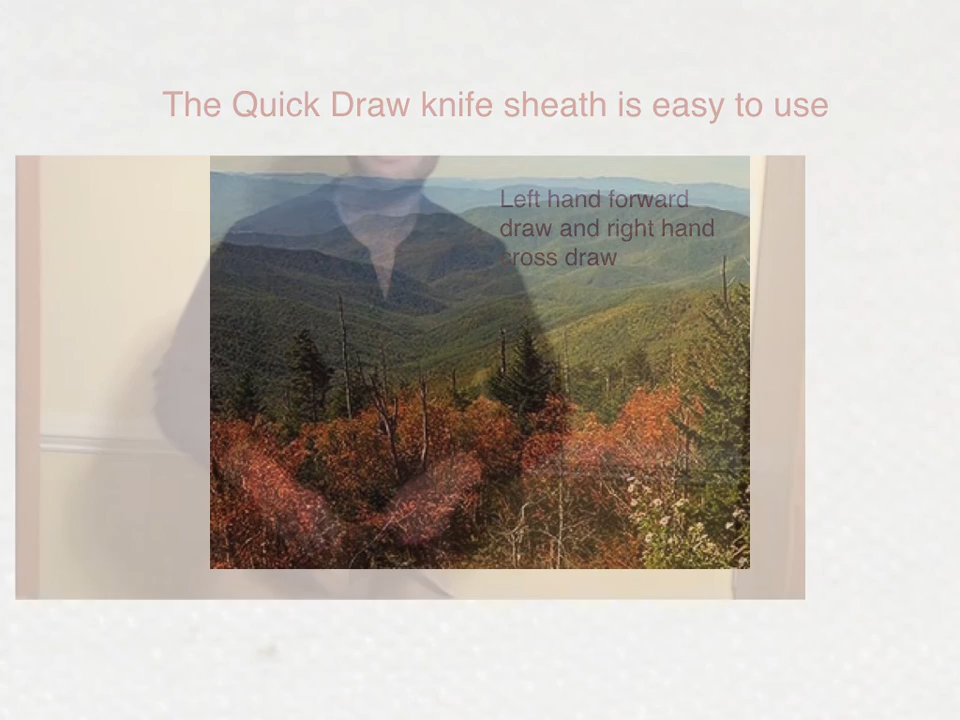 The Quick Draw knife sheath is easy to use
Left hand forward
draw and right hand
cross draw